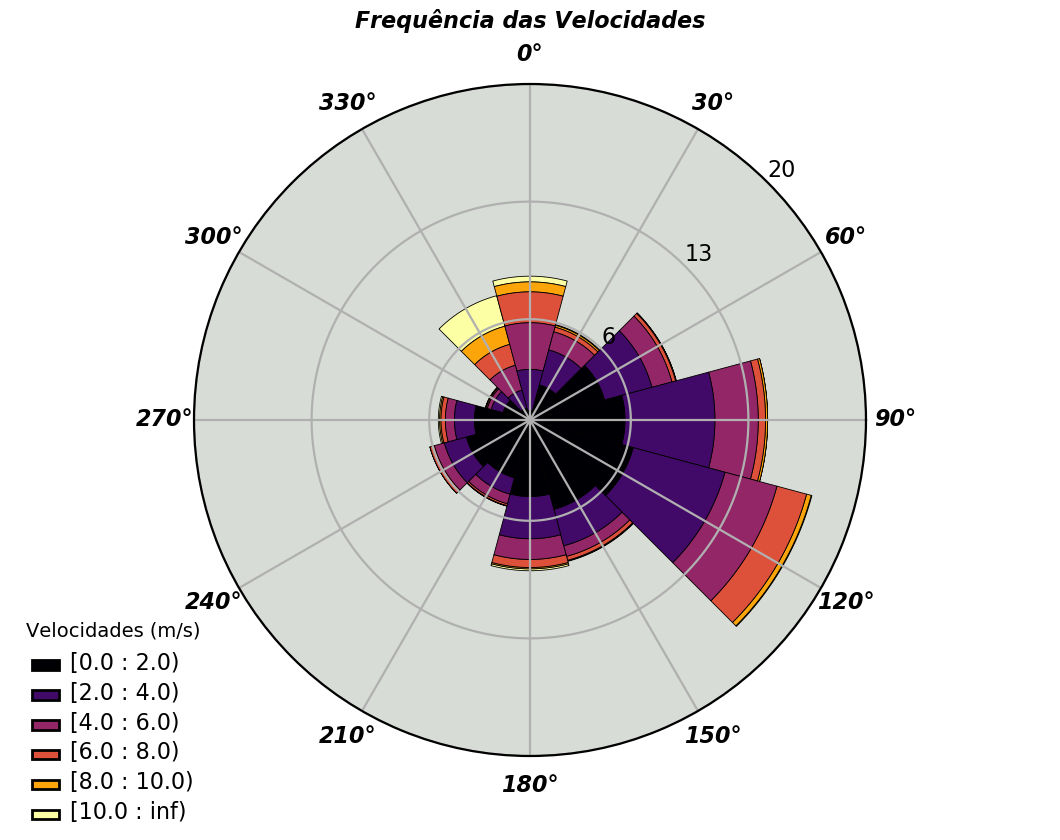 Frequência das Velocidades
0°
330°
30°
20
300°
60°
13
6
270°
90°
240°
120°
Velocidades (m/s)
[0.0 : 2.0)
[2.0 : 4.0)
[4.0 : 6.0)
210°
150°
[6.0 : 8.0)
180°
[8.0 : 10.0)
[10.0 : inf)